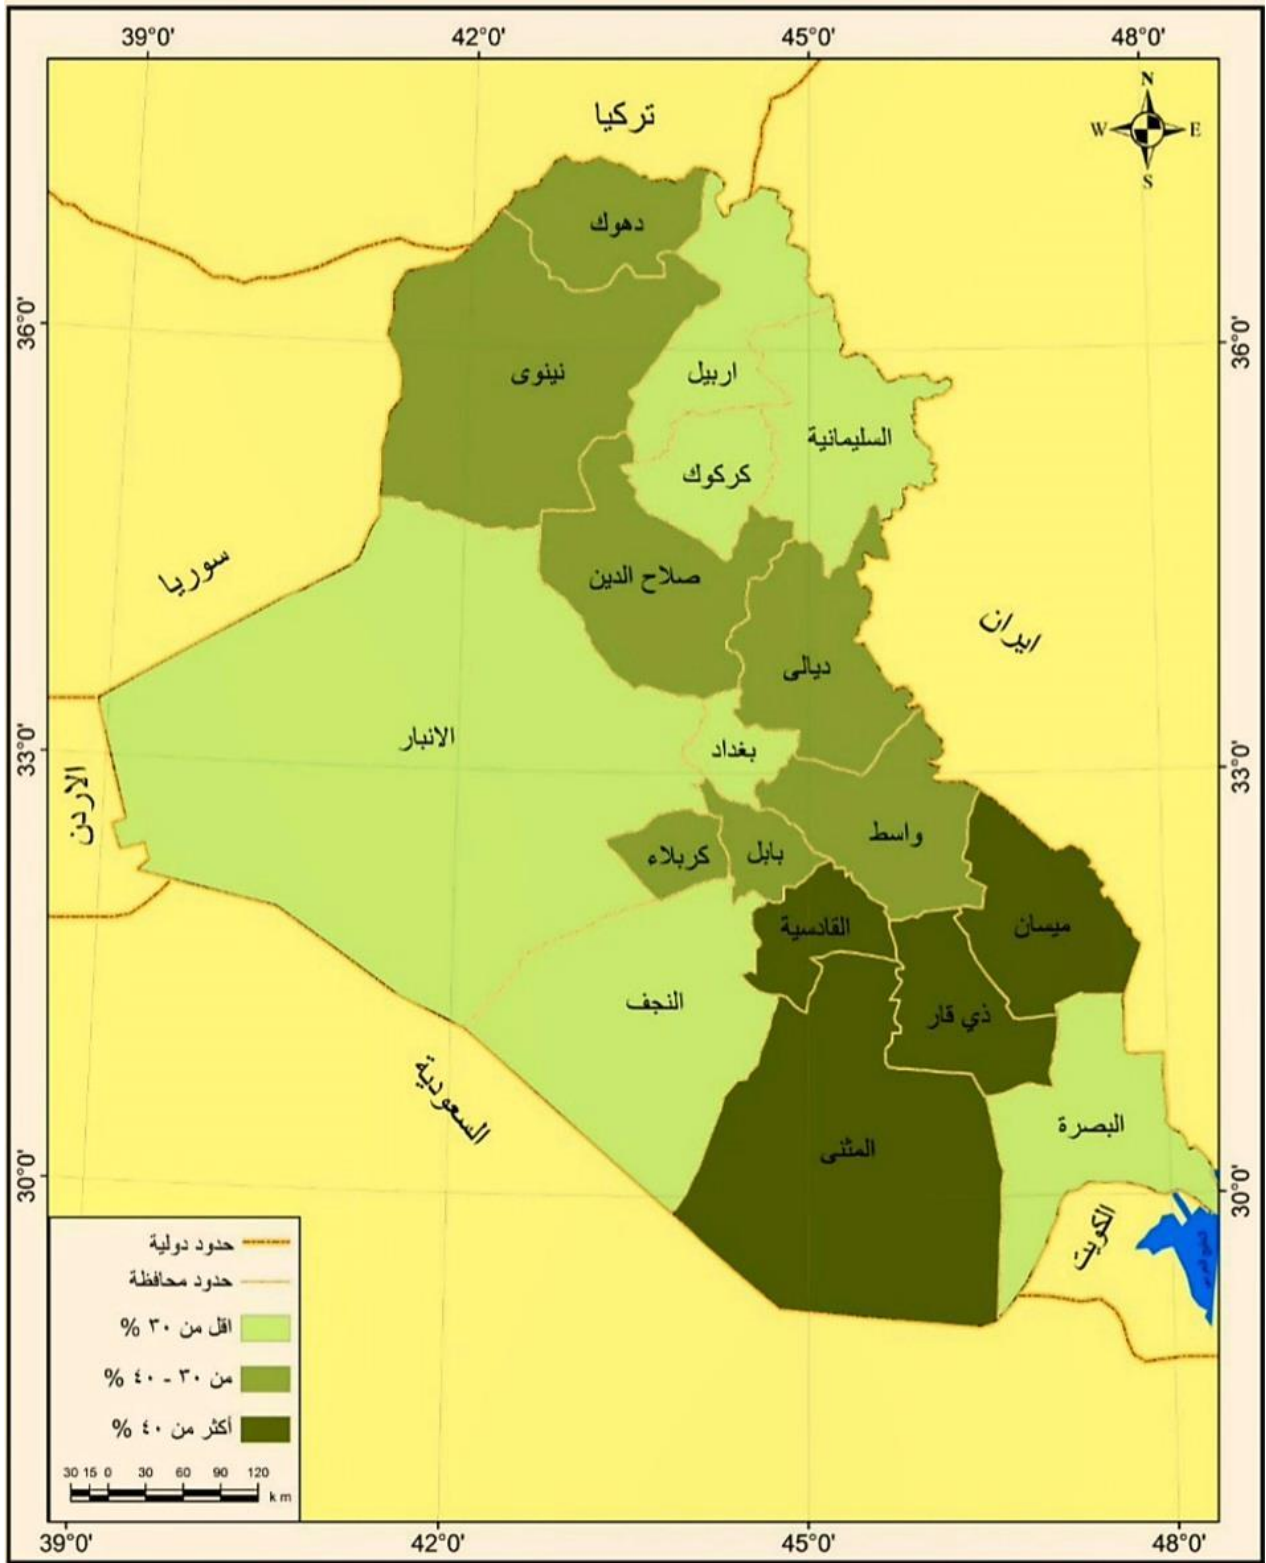 39°0' 42°0' 45°0' 48°0'
N
W E
S
تركيا
دهوك
36°0'
36°0'
نينوى
اربيل
السليمانية
كركوك
سوريا
صلاح الدين
ايران
ديالى
الانبار
بغداد
33°0'
33°0'
الاردن
واسط
كربلاء
بابل
القادسية
ميسان
النجف
ذي قار
السعودية
البصرة
المثنى
30°0'
30°0'
الكويت
حدود دولية
حدود محافظة
اقل من ٣٠ %
من ٣٠ - ٤٠ %
أكثر من ٤٠ %
30 15 0 30 60 90 120
km
39°0' 42°0' 45°0' 48°0'